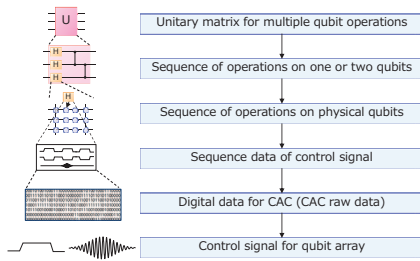 U
Unitary matrix for multiple qubit operations
H
H
H
Sequence of operations on one or two qubits
H
Sequence of operations on physical qubits
Sequence data of control signal
Digital data for CAC (CAC raw data)
Control signal for qubit array